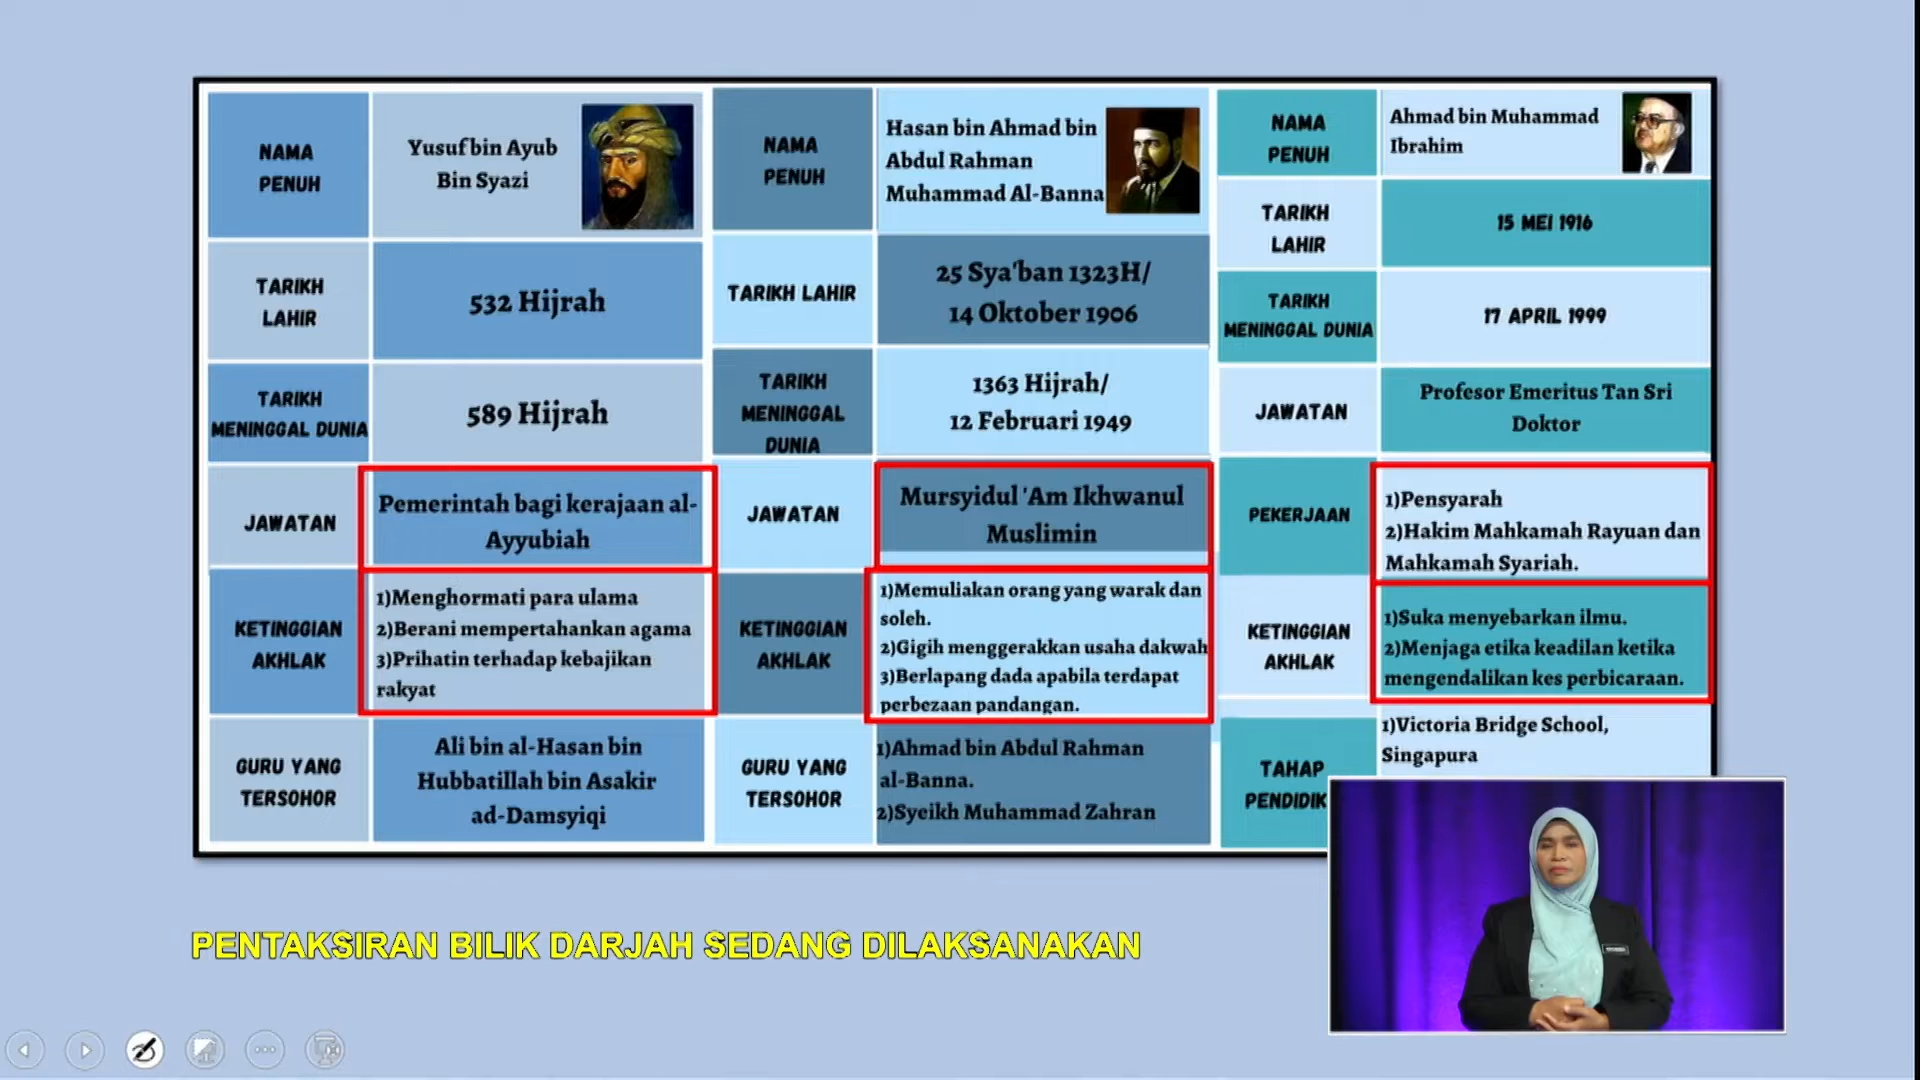 NAMA
PENUH
Yusuf bin Ayub
Bin Syazi
TARIKH
LAHIR
532 Hijrah
TARIKH
MENINGGAL DUNIA
589 Hijrah
JAWATAN
Pemerintah bagi kerajaan al-
Ayyubiah
KETINGGIAN
AKHLAK
1)Menghormati para ulama
2)Berani mempertahankan agama
3)Prihatin terhadap kebajikan
rakyat
GURU YANG
TERSOHOR
Ali bin al-Hasan bin
Hubbatillah bin Asakir
ad-Damsyiqi
NAMA
PENUH
Hasan bin Ahmad bin
Abdul Rahman
Muhammad Al-Banna
TARIKH LAHIR
25 Sya'ban 1323H/
14 Oktober 1906
TARIKH
MENINGGAL
DUNIA
1363 Hijrah/
12 Februari 1949
JAWATAN
Mursyidul 'Am Ikhwanul
Muslimin
KETINGGIAN
AKHLAK
1)Memuliakan orang yang warak dan
soleh.
2)Gigih menggerakkan usaha dakwah
3)Berlapang dada apabila terdapat
perbezaan pandangan.
GURU YANG
TERSOHOR
1)Ahmad bin Abdul Rahman
al-Banna.
2)Syeikh Muhammad Zahran
NAMA
PENUH
Ahmad bin Muhammad
Ibrahim
TARIKH
LAHIR
15 MEI 1916
TARIKH
MENINGGAL DUNIA
17 APRIL 1999
JAWATAN
Profesor Emeritus Tan Sri
Doktor
PEKERJAAN
1)Pensyarah
2)Hakim Mahkamah Rayuan dan
Mahkamah Syariah.
KETINGGIAN
AKHLAK
1)Suka menyebarkan ilmu.
2)Menjaga etika keadilan ketika
mengendalikan kes perbicaraan.
TAHAP
PENDIDIK
1)Victoria Bridge School,
Singapura
PENTAKSIRAN BILIK DARJAH SEDANG DILAKSANAKAN